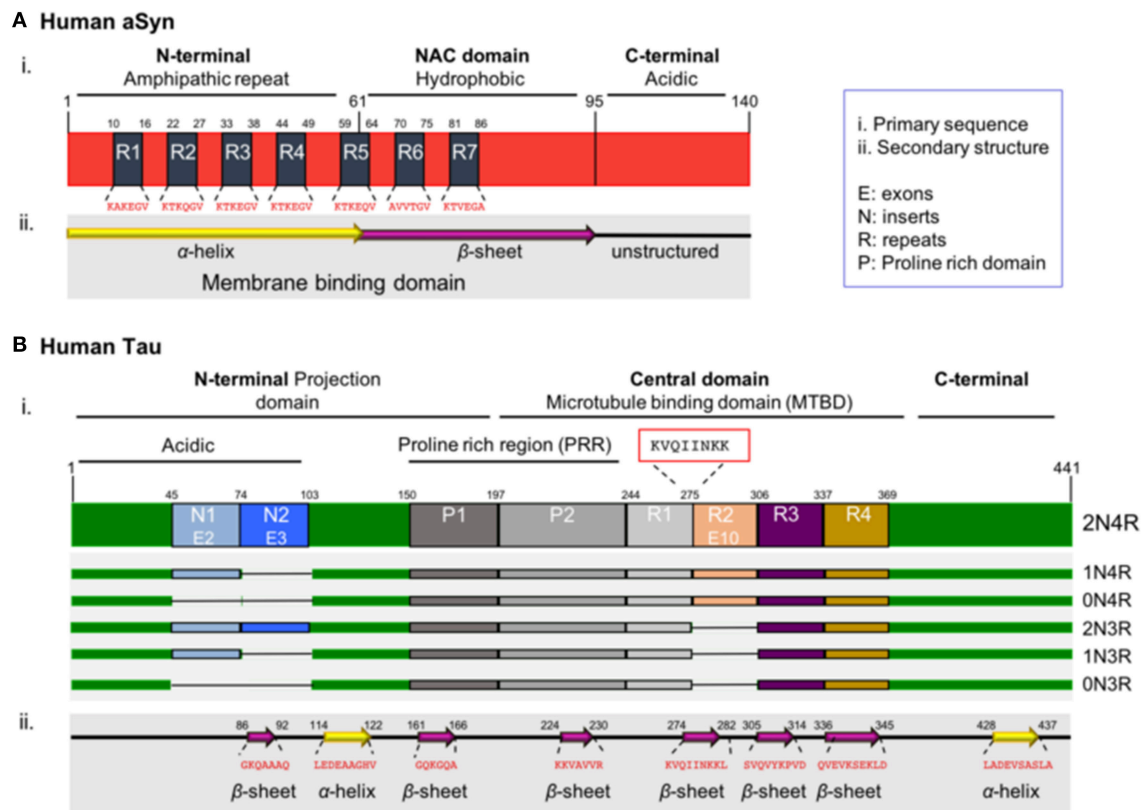 A Human aSyn
i.
N-terminal NAC domain C-terminal
Amphipathic repeat Hydrophobic Acidic
1 61 95 140
10 16 22 27 33 38 44 49 59 64 70 75 81 86
R1 R2 R3 R4 R5 R6 R7
KAKEGV KTKQGV KTKEGV KTKEGV KTKEQV AVVTGV KTVEGA
ii.
α-helix β-sheet unstructured
Membrane binding domain
i. Primary sequence
ii. Secondary structure
E: exons
N: inserts
R: repeats
P: Proline rich domain
B Human Tau
i.
N-terminal Projection
domain
Central domain
Microtubule binding domain (MTBD)
C-terminal
Acidic Proline rich region (PRR) KVQIINKK
1 441
45 74 103 150 197 244 275 306 337 369
N1 N2 P1 P2 R1 R2 R3 R4 2N4R
E2 E3 E10
1N4R
0N4R
2N3R
1N3R
0N3R
ii.
86 92 114 122 161 166 224 230 274 282 305 314 336 345 428 437
GKQAAAQ LEDEAAGHV GQKGQA KKVAVVR KVQIINKKL SVQVYKPVD QVEVKSEKLD LADEVSASLA
β-sheet α-helix β-sheet β-sheet β-sheet β-sheet β-sheet α-helix